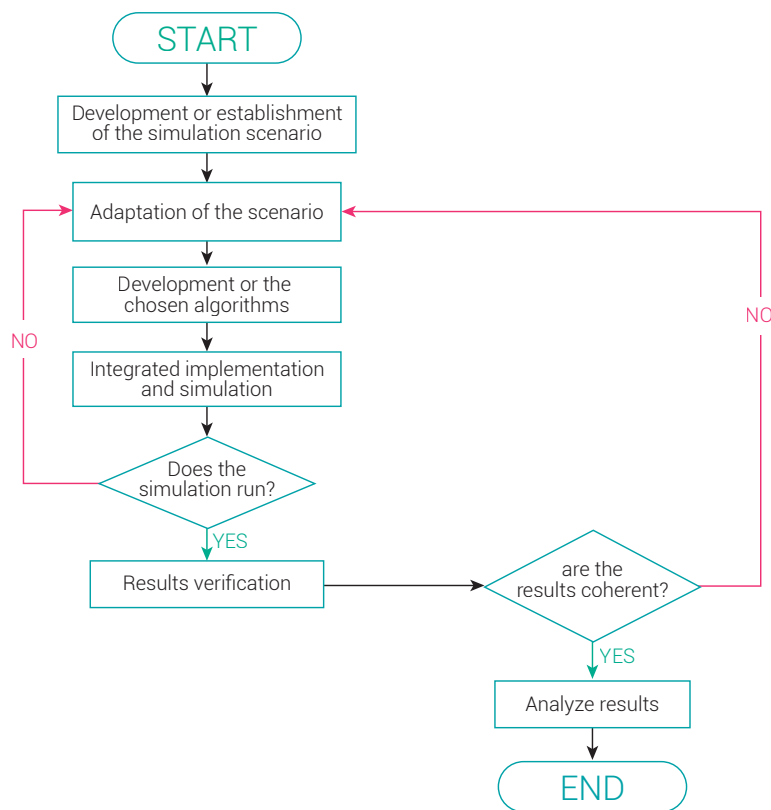 START
Development or establishment
of the simulation scenario
Adaptation of the scenario
Development or the
chosen algorithms
NO
NO
Integrated implementation
and simulation
Does the
simulation run?
YES
Results verification
are the
results coherent?
YES
Analyze results
END